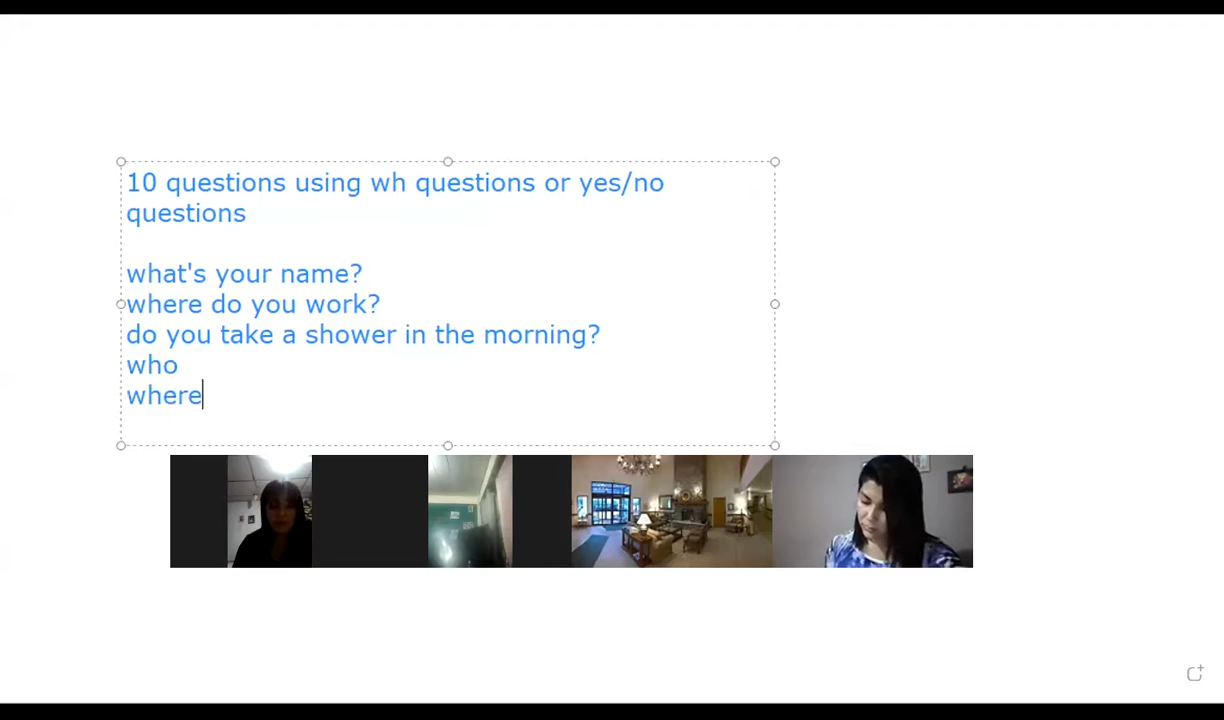 10 questions using wh questions or yes/no
questions
what's your name?
where do you work?
do you take a shower in the morning?
who
where